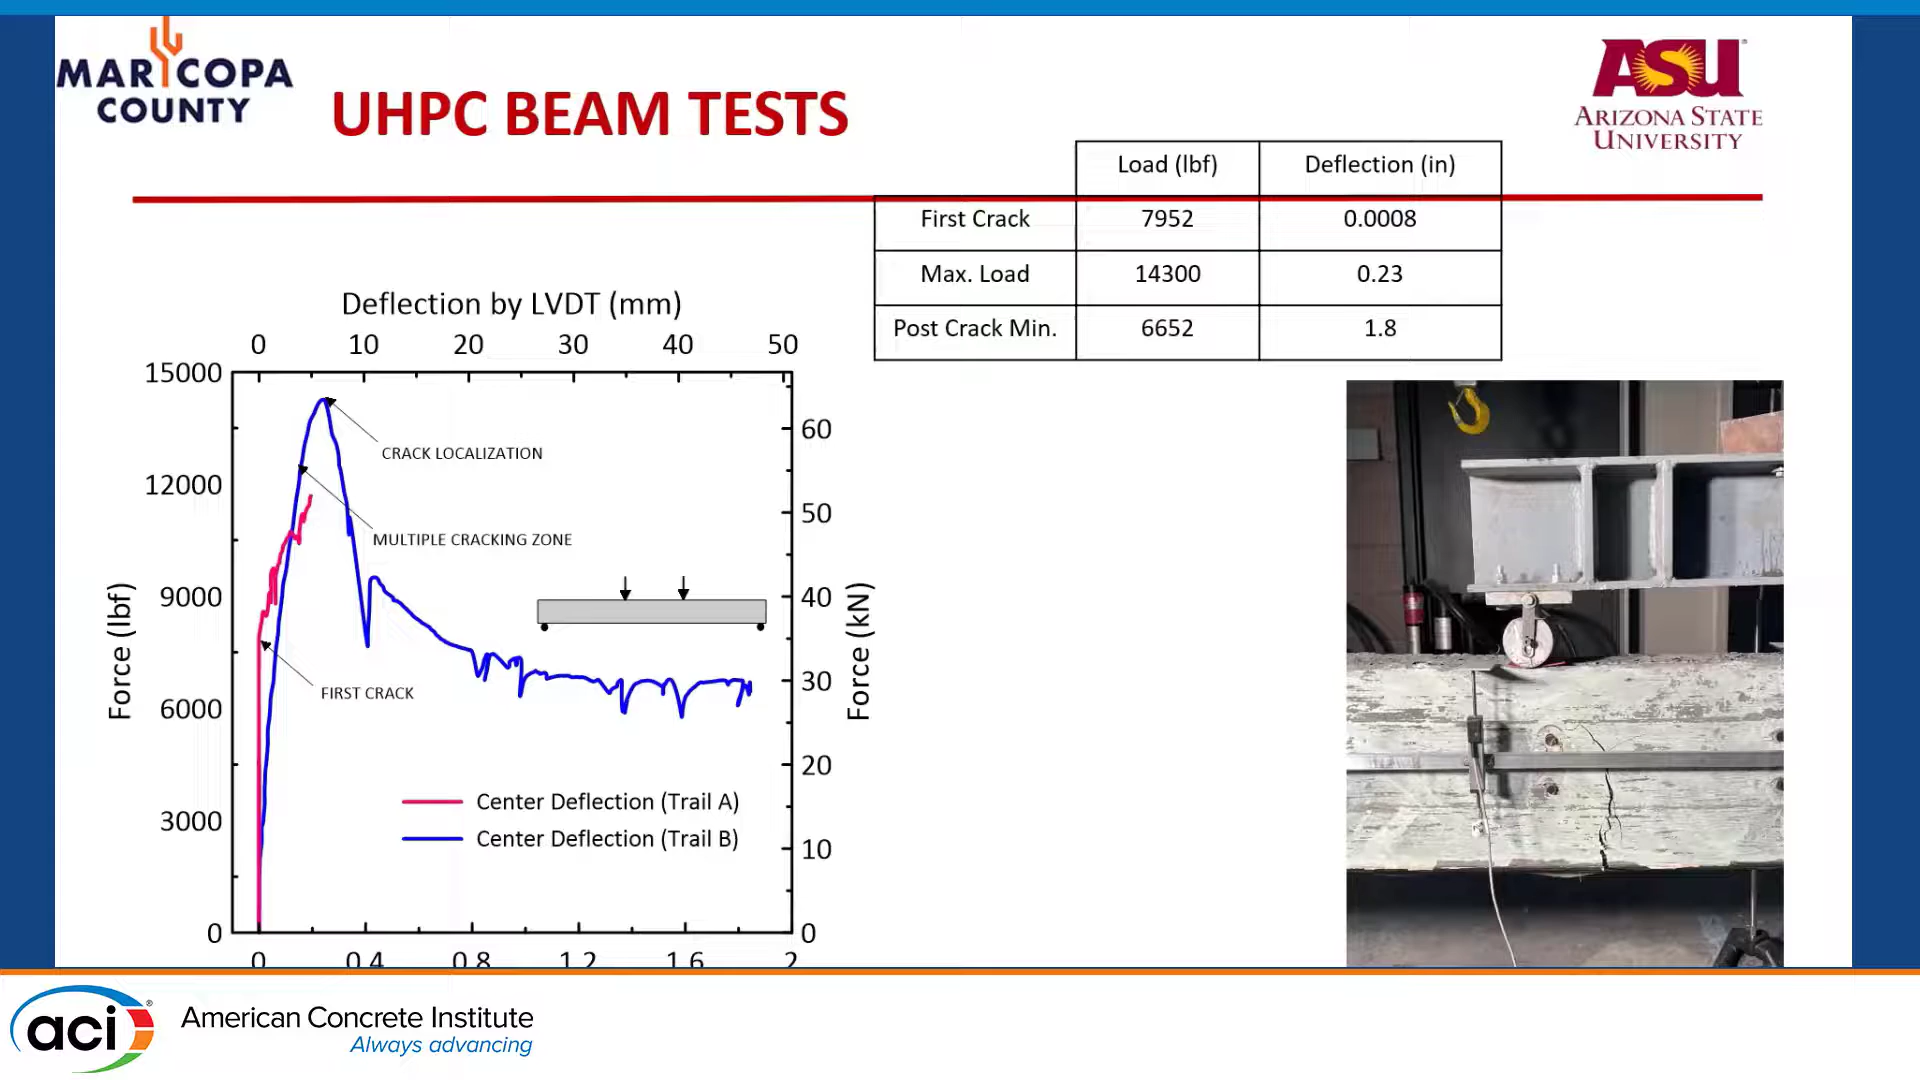 MARICOPA
COUNTY
UHPC BEAM TESTS
ASU
ARIZONA STATE
UNIVERSITY
Load (lbf) Deflection (in)
First Crack 7952 0.0008
Max. Load 14300 0.23
Post Crack Min. 6652 1.8
Deflection by LVDT (mm)
0 10 20 30 40 50
15000
12000
9000
6000
3000
0
Force (lbf)
60
50
40
30
20
10
0
Force (kN)
CRACK LOCALIZATION
MULTIPLE CRACKING ZONE
FIRST CRACK
Center Deflection (Trail A)
Center Deflection (Trail B)
0 0.4 0.8 1.2 1.6 2
aci
American Concrete Institute
Always advancing